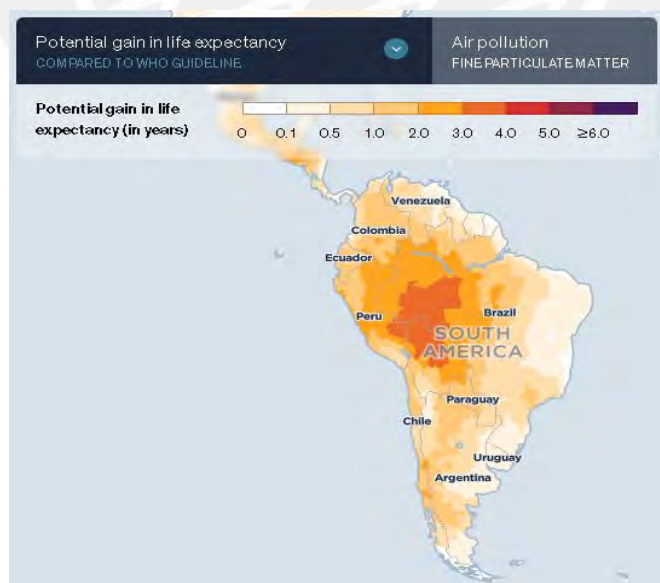 Potential gain in life expectancy
COMPARED TO WHO GUIDELINE
Air pollution
FINE PARTICULATE MATTER
Potential gain in life
expectancy (in years)
0 0.1 0.5 1.0 2.0 3.0 4.0 5.0 ≥6.0
Venezuela
Colombia
Ecuador
Peru
Brazil
SOUTH
AMERICA
Paraguay
Chile
Uruguay
Argentina